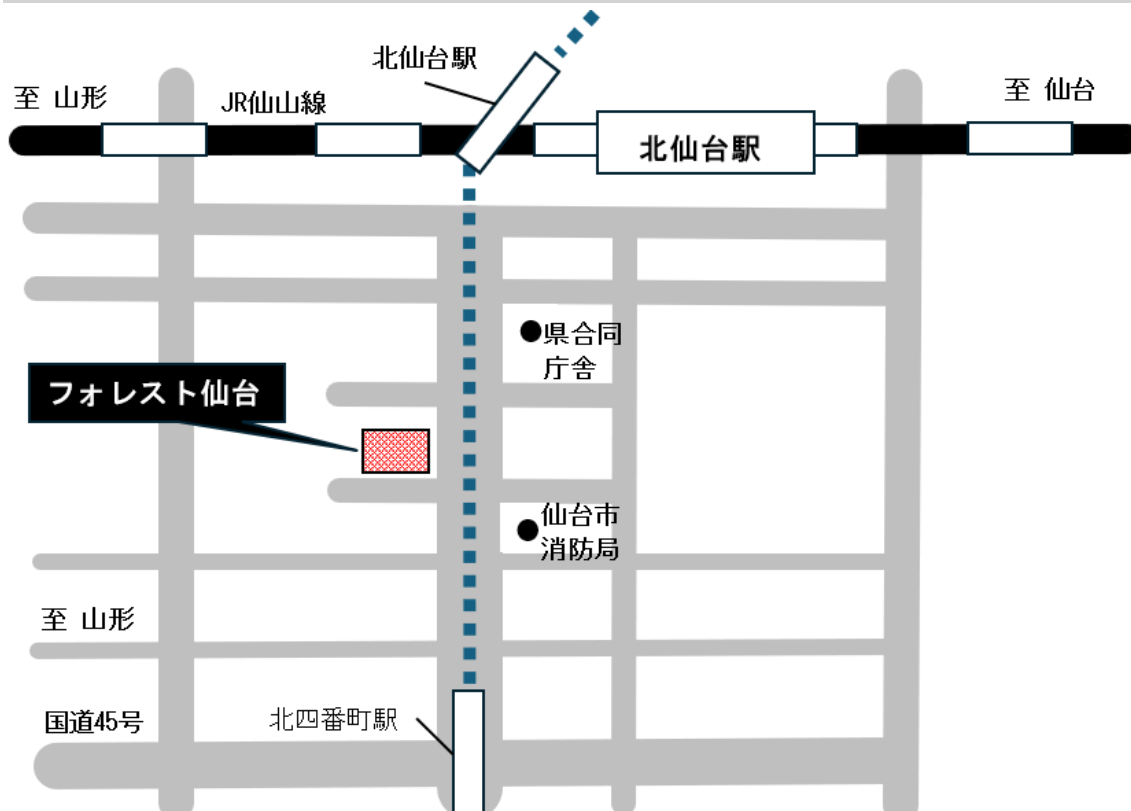 北仙台駅
至 山形
JR仙山線
至 仙台
北仙台駅
県合同
庁舎
フォレスト仙台
仙台市
消防局
至 山形
国道45号
北四番町駅